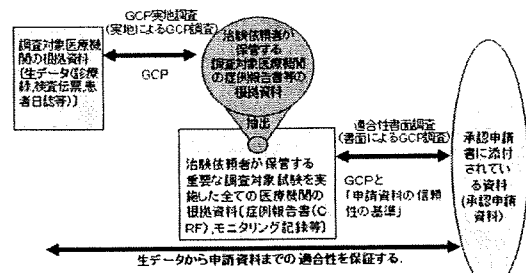 GCP実地調査
(実地によるGCP調査)
GCP
調査対象医療機
関の根拠資料
[生データ(診療
録,検査伝票,患
者日誌等)]
治験依頼者が
保管する
調査対象医療機関
の症例報告書等の
根拠資料
抽出
治験依頼者が保管する
重要な調査対象試験を実
施した全ての医療機関の
根拠資料[症例報告書(C
RF),モニタリング記録等]
適合性書面調査
(書面によるGCP調査)
GCPと
「申請資料の信頼
性の基準」
承認申請
書に添付
されてい
る資料
(承認申請
資料)
生データから申請資料までの適合性を保証する.